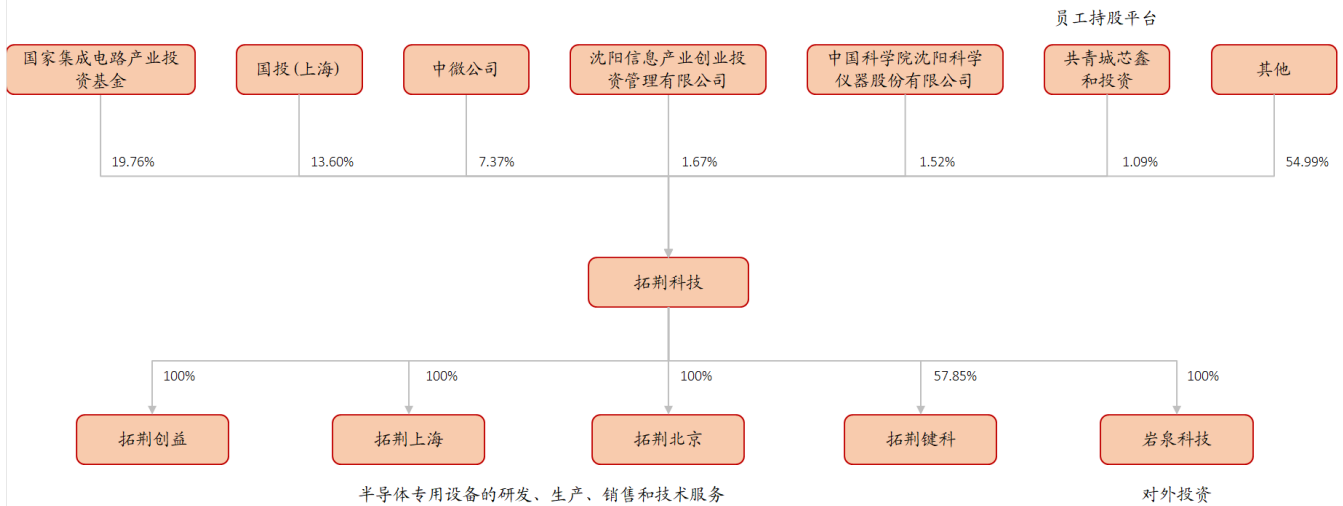 员工持股平台
国家集成电路产业投
资基金
国投(上海)
中微公司
沈阳信息产业创业投
资管理有限公司
中国科学院沈阳科学
仪器股份有限公司
共青城芯鑫
和投资
其他
19.76%
13.60%
7.37%
1.67%
1.52%
1.09%
54.99%
拓荆科技
100%
100%
100%
57.85%
100%
拓荆创益
拓荆上海
拓荆北京
拓荆键科
岩泉科技
半导体专用设备的研发、生产、销售和技术服务
对外投资